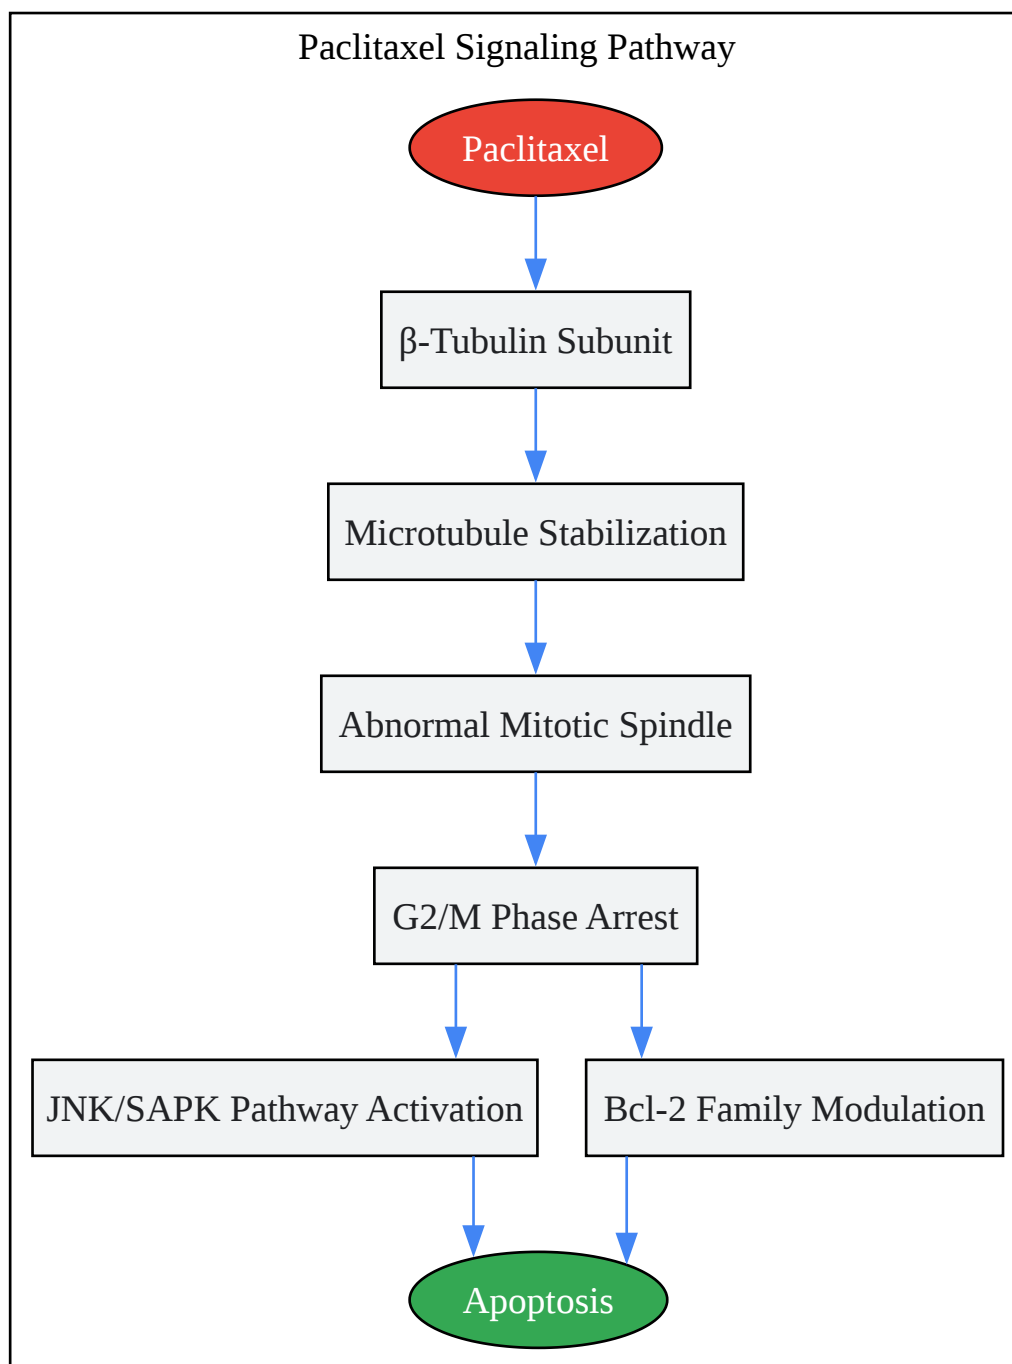 Paclitaxel Signaling Pathway
Paclitaxel
β-Tubulin Subunit
Microtubule Stabilization
Abnormal Mitotic Spindle
G2/M Phase Arrest
JNK/SAPK Pathway Activation
Bcl-2 Family Modulation
Apoptosis